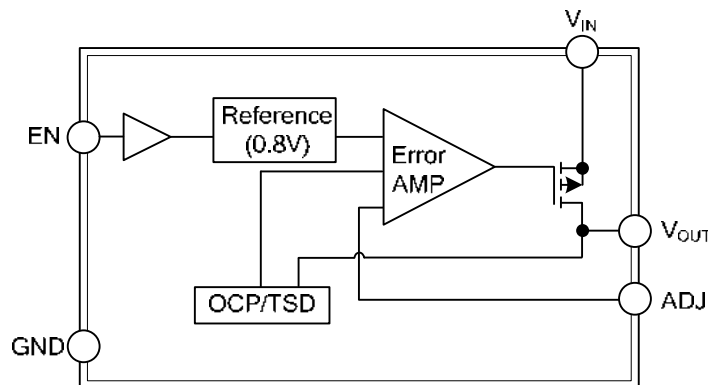 VIN
EN
Reference
(0.8V)
Error
AMP
VOUT
OCP/TSD
ADJ
GND